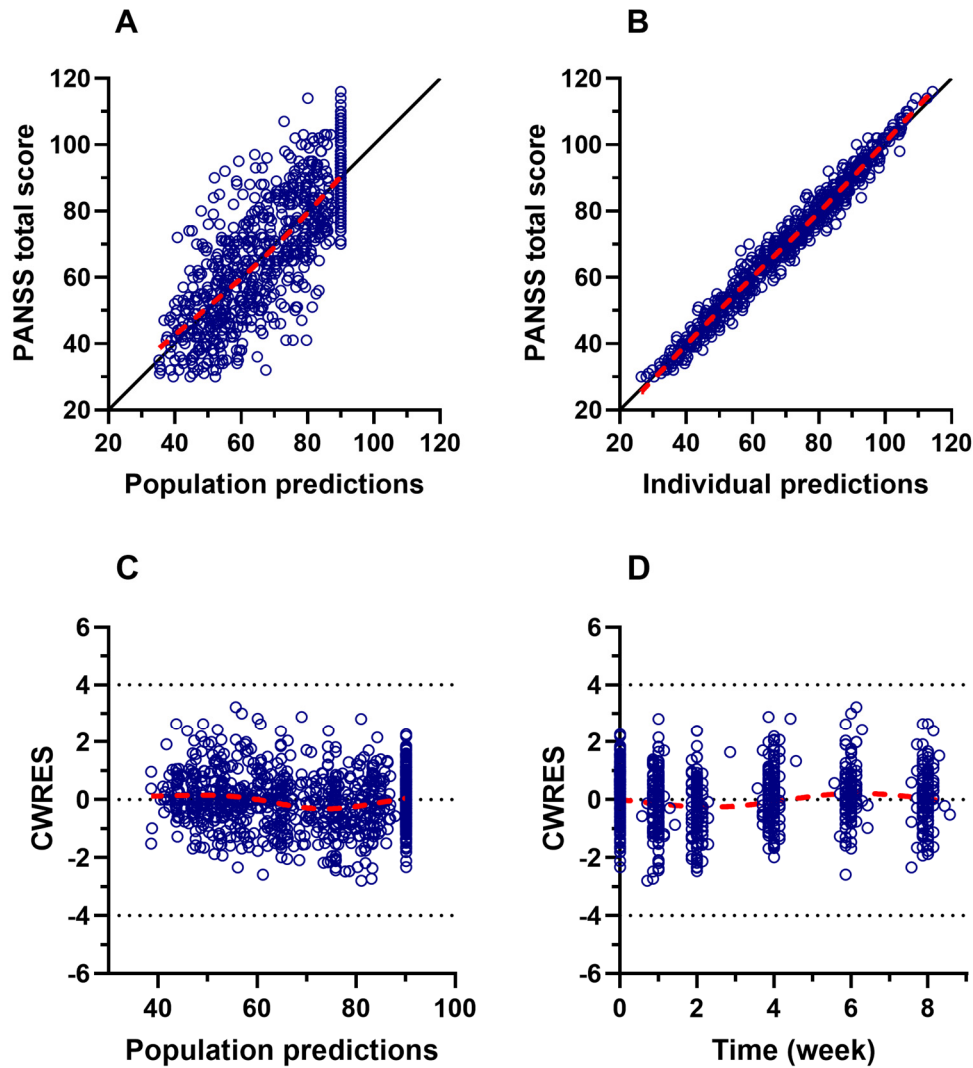 A
PANSS total score
120
100
80
60
40
20
20 40 60 80 100 120
Population predictions
B
PANSS total score
120
100
80
60
40
20
20 40 60 80 100 120
Individual predictions
C
CWRES
6
4
2
0
-2
-4
-6
40 60 80 100
Population predictions
D
CWRES
6
4
2
0
-2
-4
-6
0 2 4 6 8
Time (week)